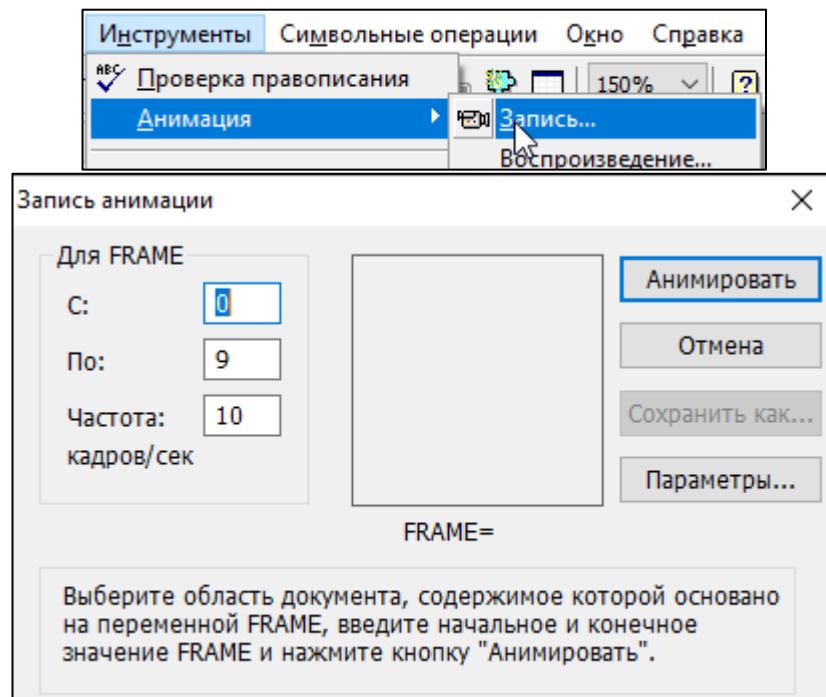 Инструменты Символьные операции Окно Справка
ABC Проверка правописания 150%
Анимация Запись...
Воспроизведение...
Запись анимации
Для FRAME
С: 0
По: 9
Частота: 10
кадров/сек
FRAME=
Анимировать
Отмена
Сохранить как...
Параметры...
Выберите область документа, содержимое которой основано
на переменной FRAME, введите начальное и конечное
значение FRAME и нажмите кнопку "Анимировать".